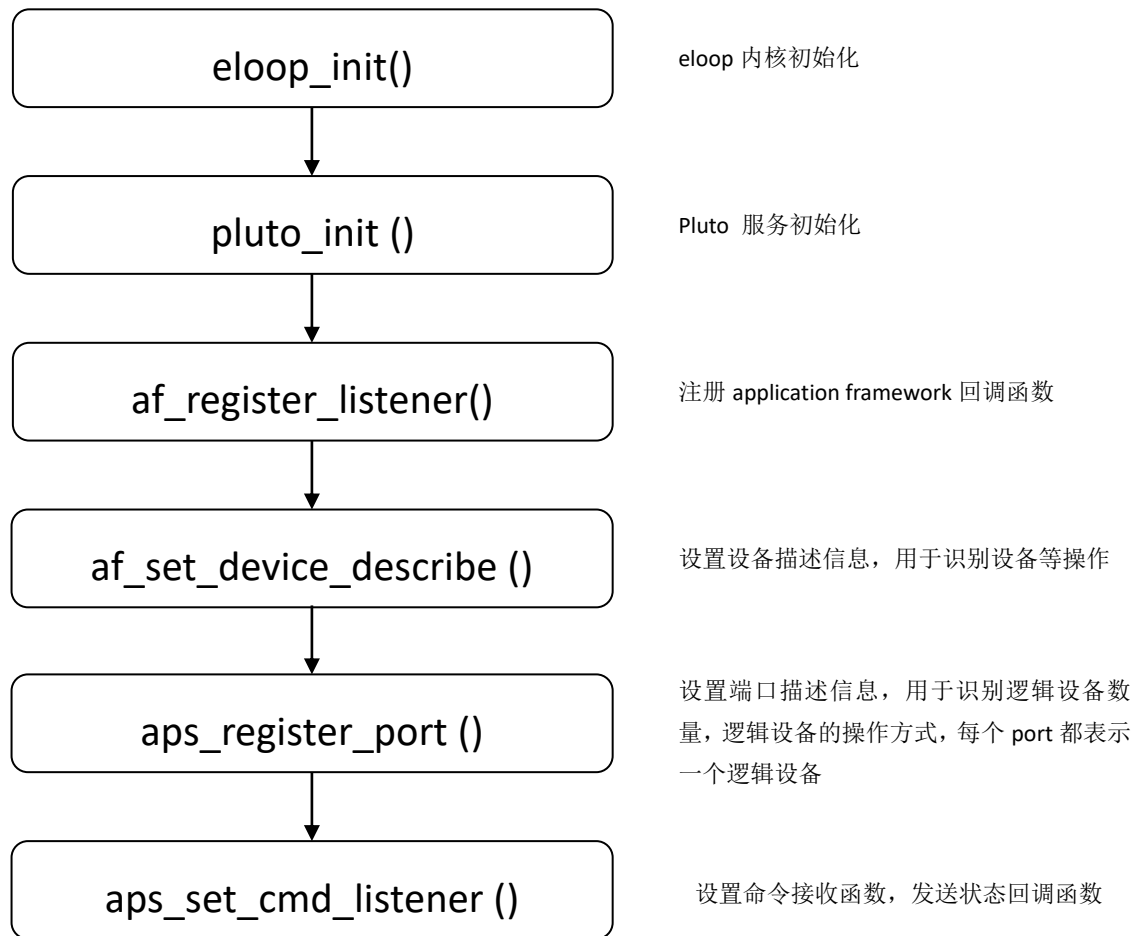 eloop_init()
eloop 内核初始化
pluto_init ()
Pluto 服务初始化
af_register_listener()
注册 application framework 回调函数
af_set_device_describe ()
设置设备描述信息，用于识别设备等操作
aps_register_port ()
设置端口描述信息，用于识别逻辑设备数
量，逻辑设备的操作方式，每个 port 都表示
一个逻辑设备
aps_set_cmd_listener ()
设置命令接收函数，发送状态回调函数